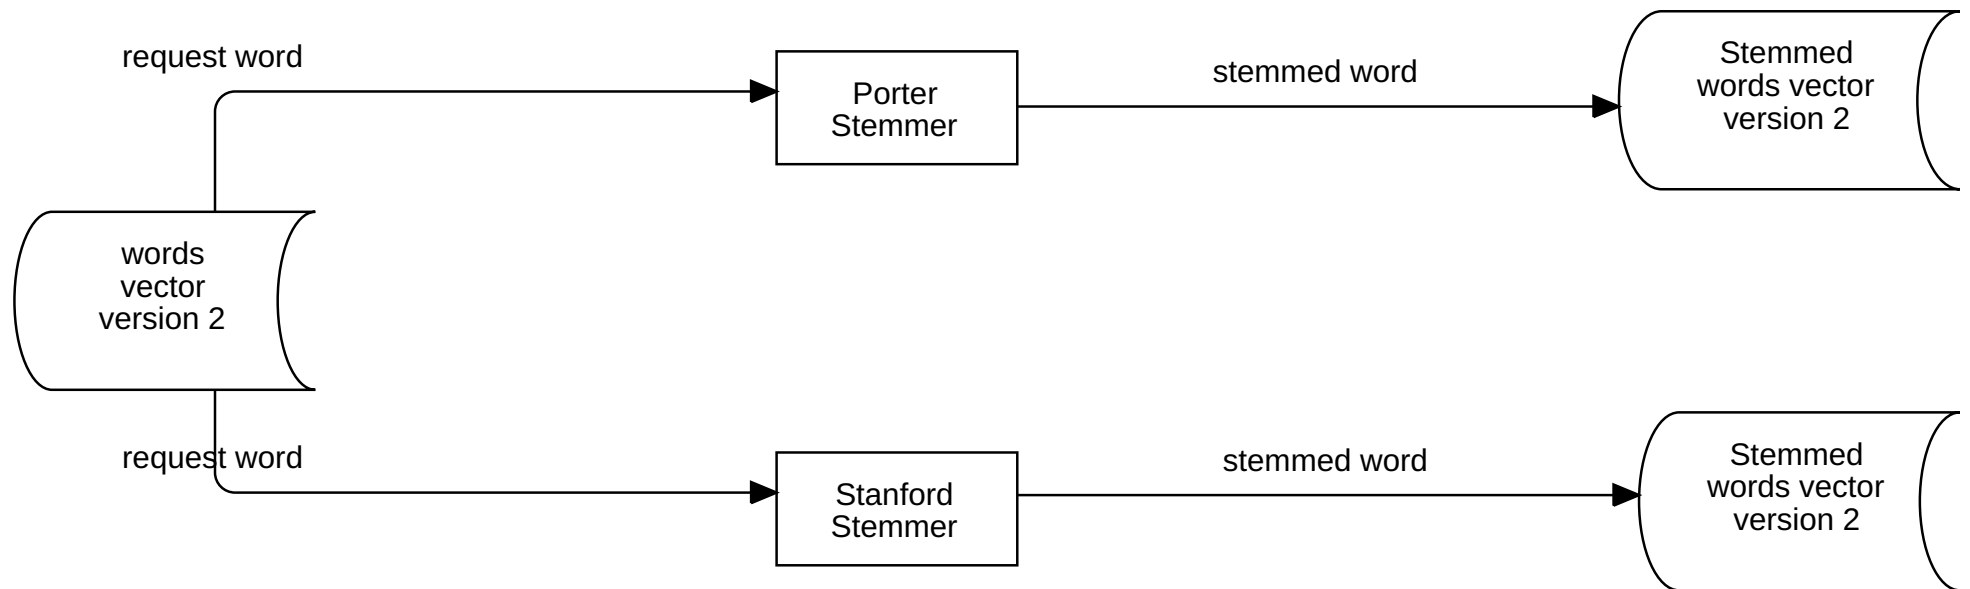 request word
Porter
Stemmer
stemmed word
Stemmed
words vector
version 2
words
vector
version 2
request word
Stanford
Stemmer
stemmed word
Stemmed
words vector
version 2